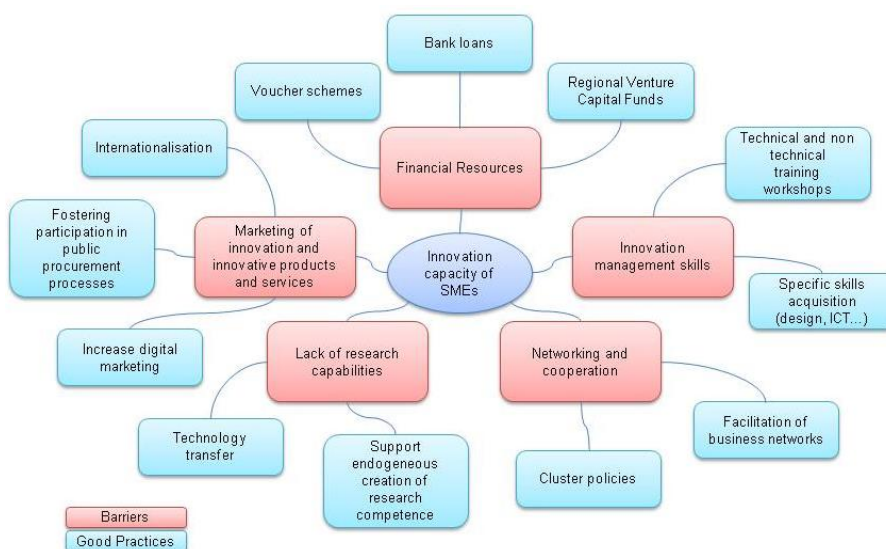 Bank loans
Voucher schemes
Regional Venture
Capital Funds
Internationalisation
Financial Resources
Technical and non
technical
training
workshops
Fostering
participation in
public
procurement
processes
Marketing of
innovation and
innovative products
and services
Innovation
capacity of
SMEs
Innovation
management skills
Specific skills
acquisition
(design, ICT...)
Increase digital
marketing
Lack of research
capabilities
Networking and
cooperation
Technology
transfer
Support
endogeneous
creation of
research
competence
Cluster policies
Facilitation of
business networks
Barriers
Good Practices